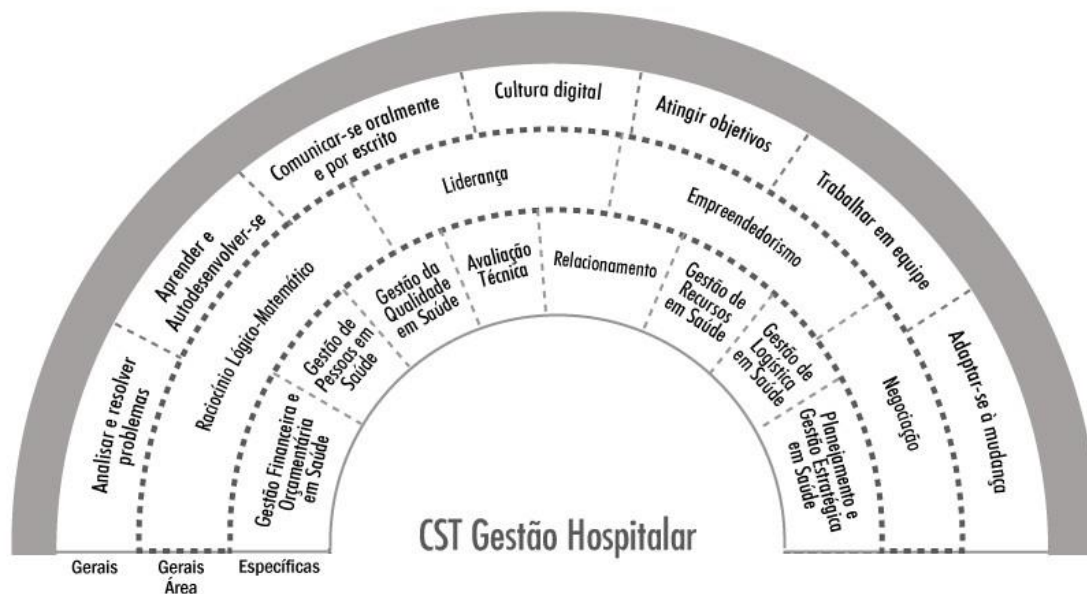 Analisar e resolver
problemas
Aprender e
Autodesenvolver-se
Comunicar-se oralmente
e por escrito
Cultura digital
Atingir objetivos
Trabalhar em equipe
Adaptar-se à mudança
Raciocínio Lógico-Matemático
Liderança
Empreendedorismo
Negociação
Gestão Financeira e
Orçamentária
em Saúde
Gestão de
Pessoas em
Saúde
Gestão da
Qualidade
em Saúde
Avaliação
Técnica
Relacionamento
Gestão de
Recursos
em Saúde
Gestão de
Logística
em Saúde
Planejamento e
Gestão Estratégica
em Saúde
CST Gestão Hospitalar
Gerais
Gerais
Área
Específicas